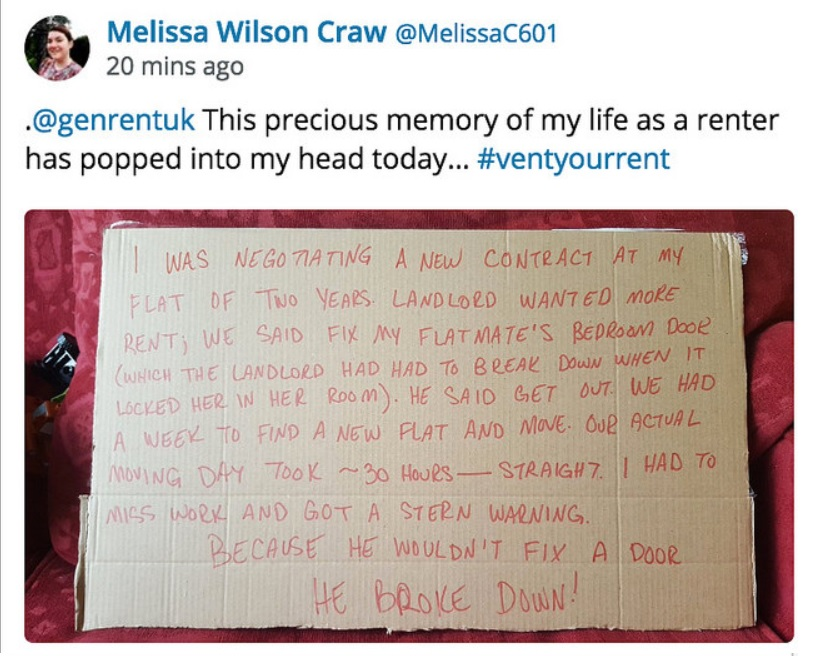 Melissa Wilson Craw @MelissaC601
20 mins ago
.@genrentuk This precious memory of my life as a renter
has popped into my head today... #ventyourrent
I WAS NEGOTIATING A NEW CONTRACT AT MY
FLAT OF TWO YEARS. LANDLORD WANTED MORE
RENT; WE SAID FIX MY FLATMATE'S BEDROOM DOOR
(WHICH THE LANDLORD HAD HAD TO BREAK DOWN WHEN IT
LOCKED HER IN HER ROOM). HE SAID GET OUT. WE HAD
A WEEK TO FIND A NEW FLAT AND MOVE. OUR ACTUAL
MOVING DAY TOOK ~30 HOURS — STRAIGHT. I HAD TO
MISS WORK AND GOT A STERN WARNING.
BECAUSE HE WOULDN'T FIX A DOOR
HE BROKE DOWN!